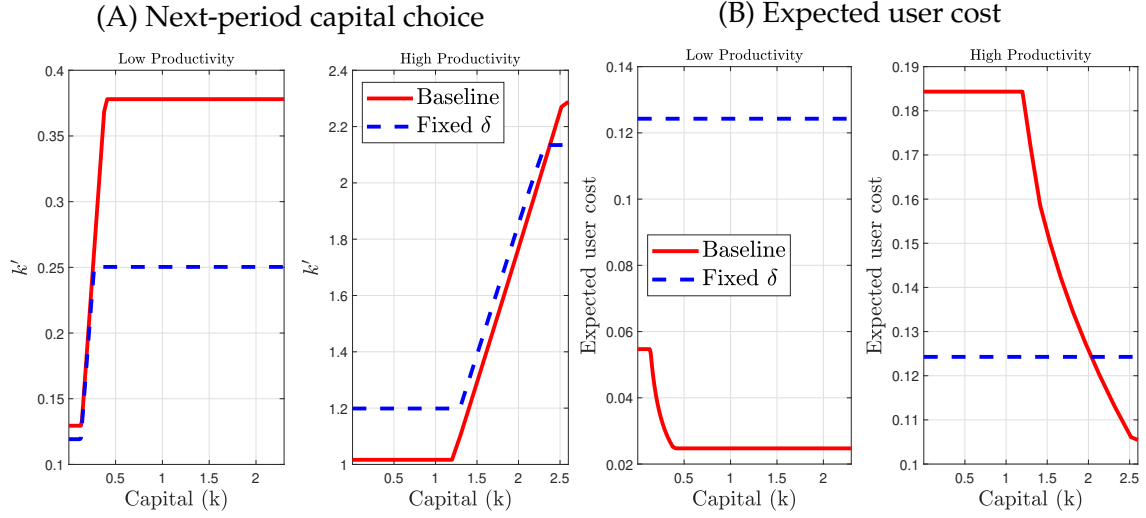 (A) Next-period capital choice
(B) Expected user cost
Low Productivity
0.4
0.35
0.3
0.25
0.2
0.15
0.1
k′
0.5
1
1.5
2
Capital (k)
High Productivity
2.4
2.2
2
1.8
1.6
1.4
1.2
1
k′
Baseline
Fixed δ
0.5
1
1.5
2
2.5
Capital (k)
Low Productivity
0.14
0.12
0.1
0.08
0.06
0.04
0.02
Expected user cost
Baseline
Fixed δ
0.5
1
1.5
2
Capital (k)
High Productivity
0.19
0.18
0.17
0.16
0.15
0.14
0.13
0.12
0.11
0.1
Expected user cost
0.5
1
1.5
2
2.5
Capital (k)